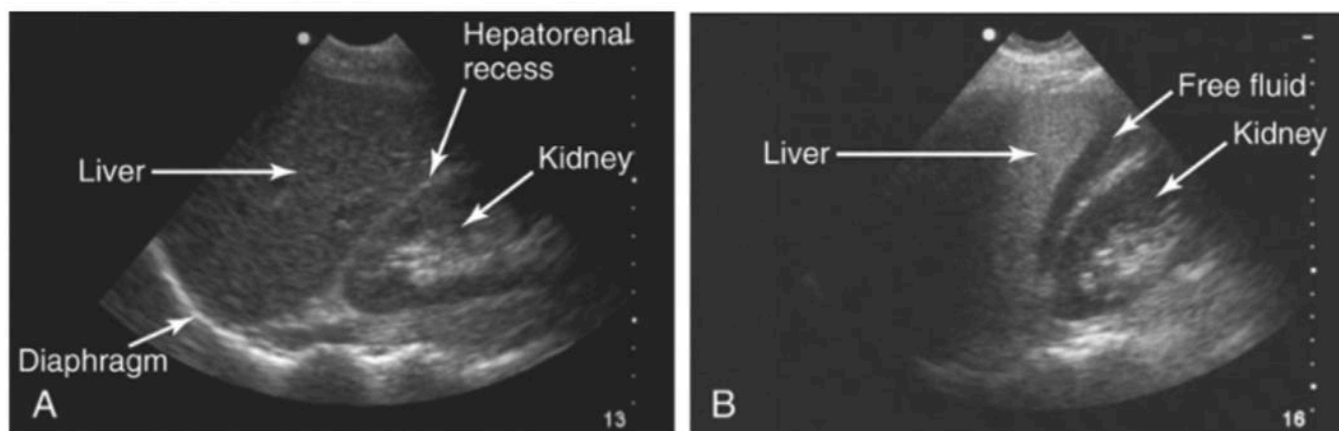 Hepatorenal
recess
Liver
Kidney
Diaphragm
A
13
Free fluid
Kidney
Liver
B
16